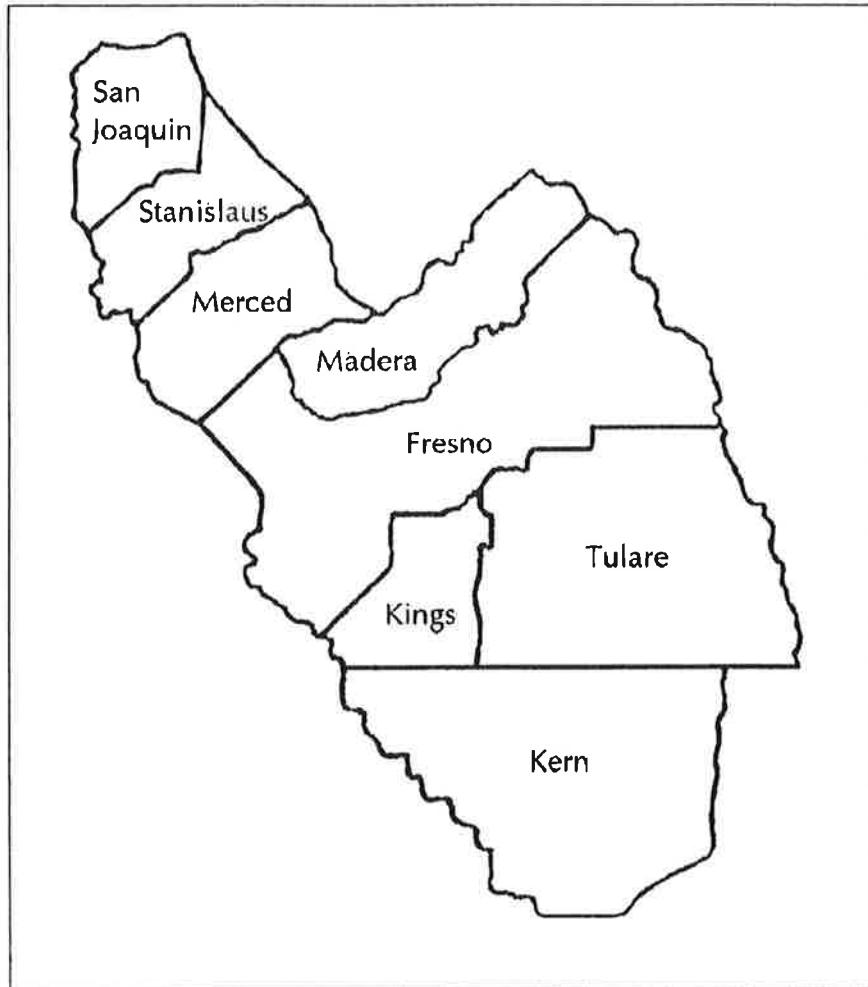 San
Joaquin
Stanislaus
Merced
Madera
Fresno
Tulare
Kings
Kern